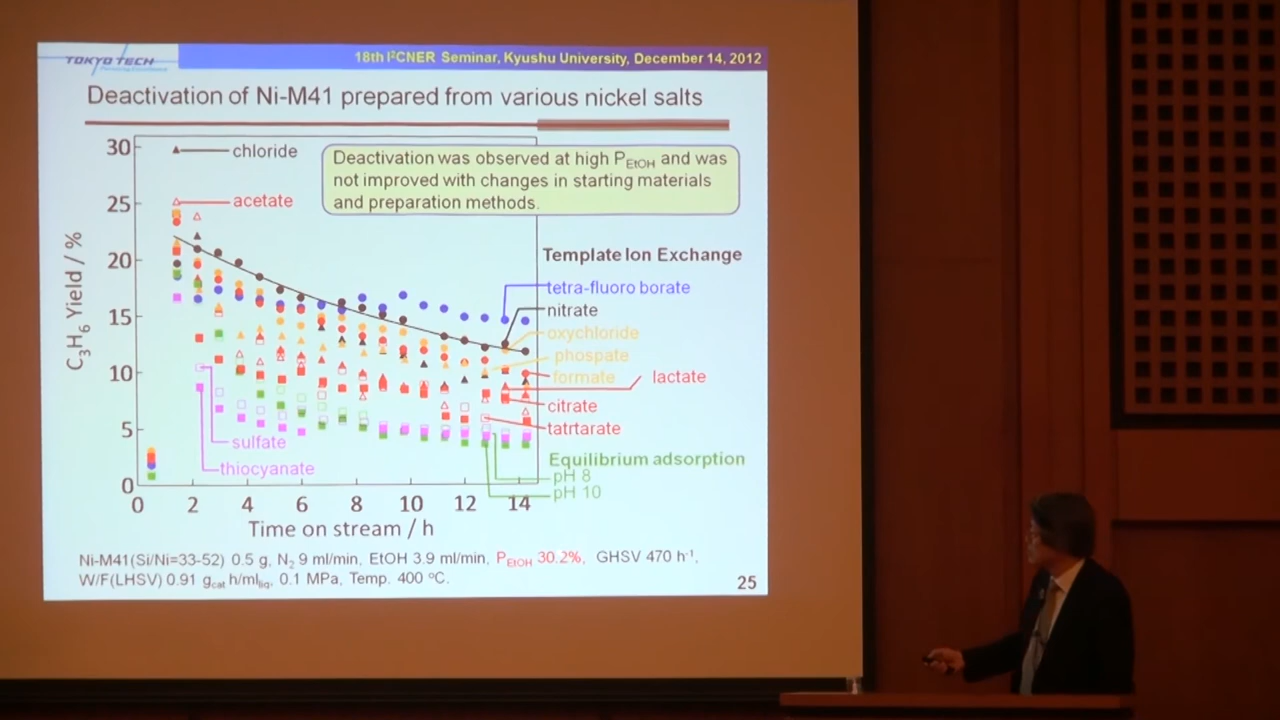 TOKYO TECH
Pursuing Excellence
18th I²CNER Seminar, Kyushu University, December 14, 2012
Deactivation of Ni-M41 prepared from various nickel salts
Deactivation was observed at high PEtOH and was
not improved with changes in starting materials
and preparation methods.
C3H6 Yield / %
30
25
20
15
10
5
0
chloride
acetate
sulfate
thiocyanate
Template Ion Exchange
tetra-fluoro borate
nitrate
oxychloride
phospate
formate
lactate
citrate
tatrtarate
Equilibrium adsorption
pH 8
pH 10
0 2 4 6 8 10 12 14
Time on stream / h
Ni-M41(Si/Ni=33-52) 0.5 g, N2 9 ml/min, EtOH 3.9 ml/min, PEtOH 30.2%, GHSV 470 h-1,
W/F(LHSV) 0.91 gcat h/mlliq, 0.1 MPa, Temp. 400 ºC.
25